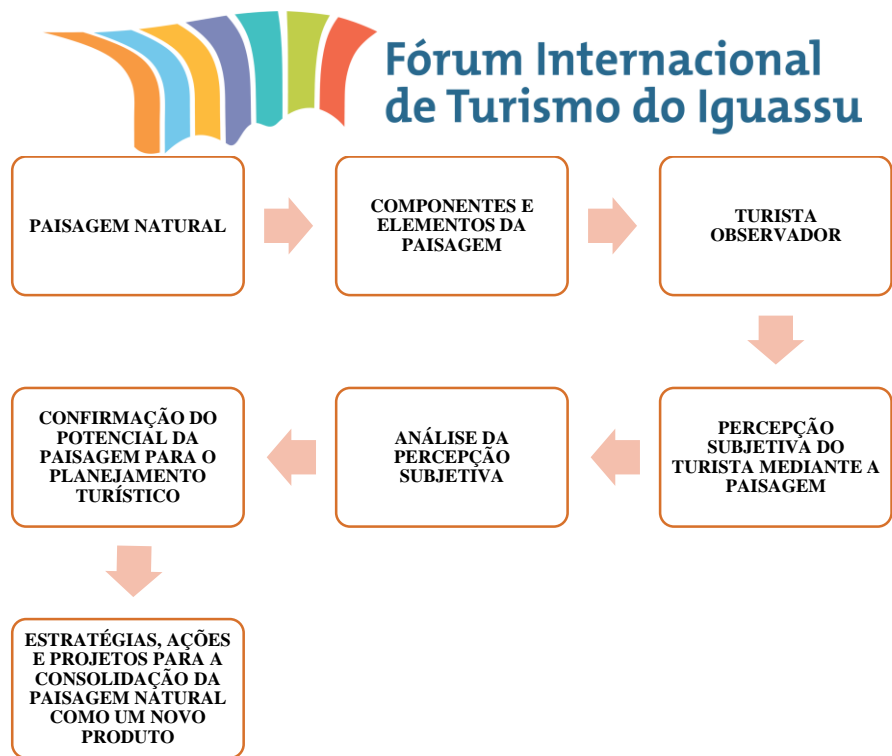 Fórum Internacional
de Turismo do Iguassu
PAISAGEM NATURAL
COMPONENTES E
ELEMENTOS DA
PAISAGEM
TURISTA
OBSERVADOR
PERCEPÇÃO
SUBJETIVA DO
TURISTA MEDIANTE A
PAISAGEM
ANÁLISE DA
PERCEPÇÃO
SUBJETIVA
CONFIRMAÇÃO DO
POTENCIAL DA
PAISAGEM PARA O
PLANEJAMENTO
TURÍSTICO
ESTRATÉGIAS, AÇÕES
E PROJETOS PARA A
CONSOLIDAÇÃO DA
PAISAGEM NATURAL
COMO UM NOVO
PRODUTO